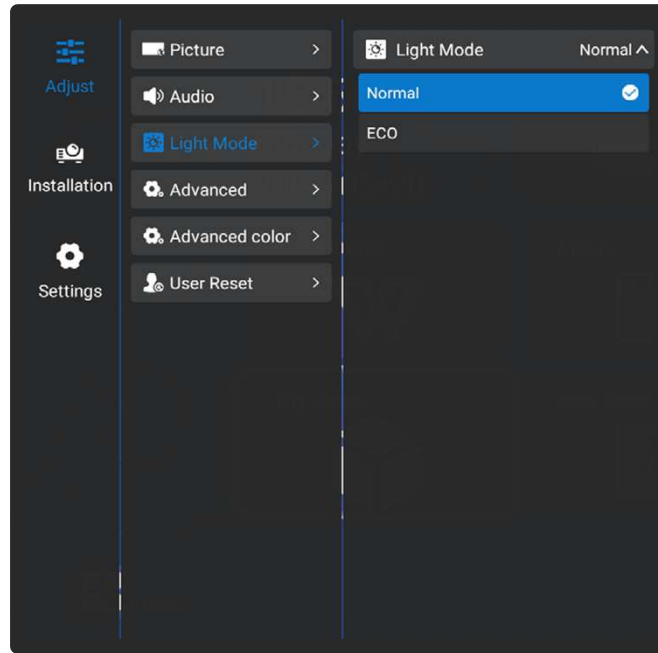 Adjust
Installation
Settings
Picture
Audio
Light Mode
Advanced
Advanced color
User Reset
Light Mode Normal
Normal
ECO